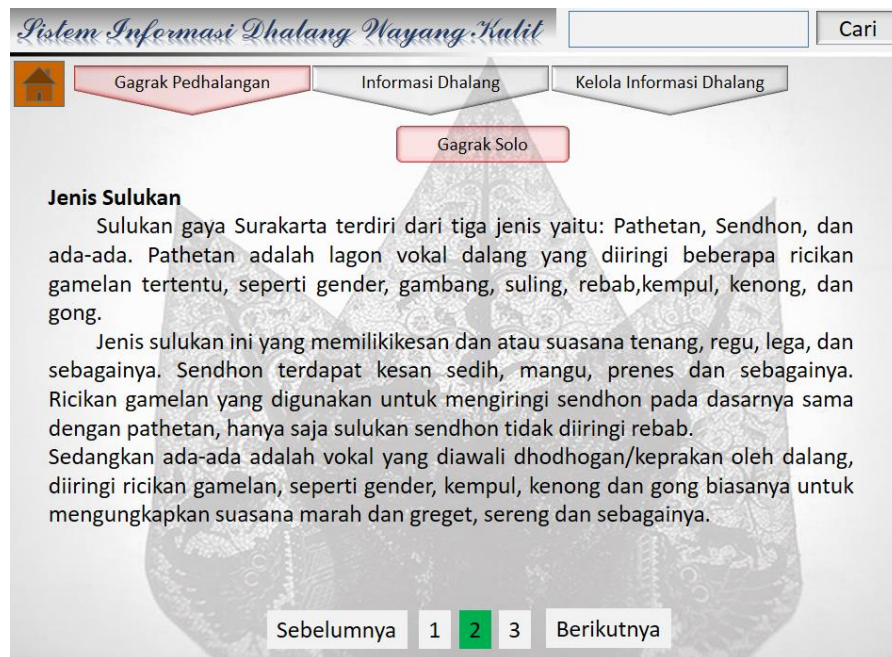 Sistem Informasi Dhalang Wayang Kulit
Cari
Gagrak Pedhalangan
Informasi Dhalang
Kelola Informasi Dhalang
Gagrak Solo
Jenis Sulukan
Sulukan gaya Surakarta terdiri dari tiga jenis yaitu: Pathetan, Sendhon, dan
ada-ada. Pathetan adalah lagon vokal dalang yang diiringi beberapa ricikan
gamelan tertentu, seperti gender, gambang, suling, rebab,kempul, kenong, dan
gong.
Jenis sulukan ini yang memilikikesan dan atau suasana tenang, regu, lega, dan
sebagainya. Sendhon terdapat kesan sedih, mangu, prenes dan sebagainya.
Ricikan gamelan yang digunakan untuk mengiringi sendhon pada dasarnya sama
dengan pathetan, hanya saja sulukan sendhon tidak diiringi rebab.
Sedangkan ada-ada adalah vokal yang diawali dhodhogan/keprakan oleh dalang,
diiringi ricikan gamelan, seperti gender, kempul, kenong dan gong biasanya untuk
mengungkapkan suasana marah dan greget, sereng dan sebagainya.
Sebelumnya 1 2 3 Berikutnya